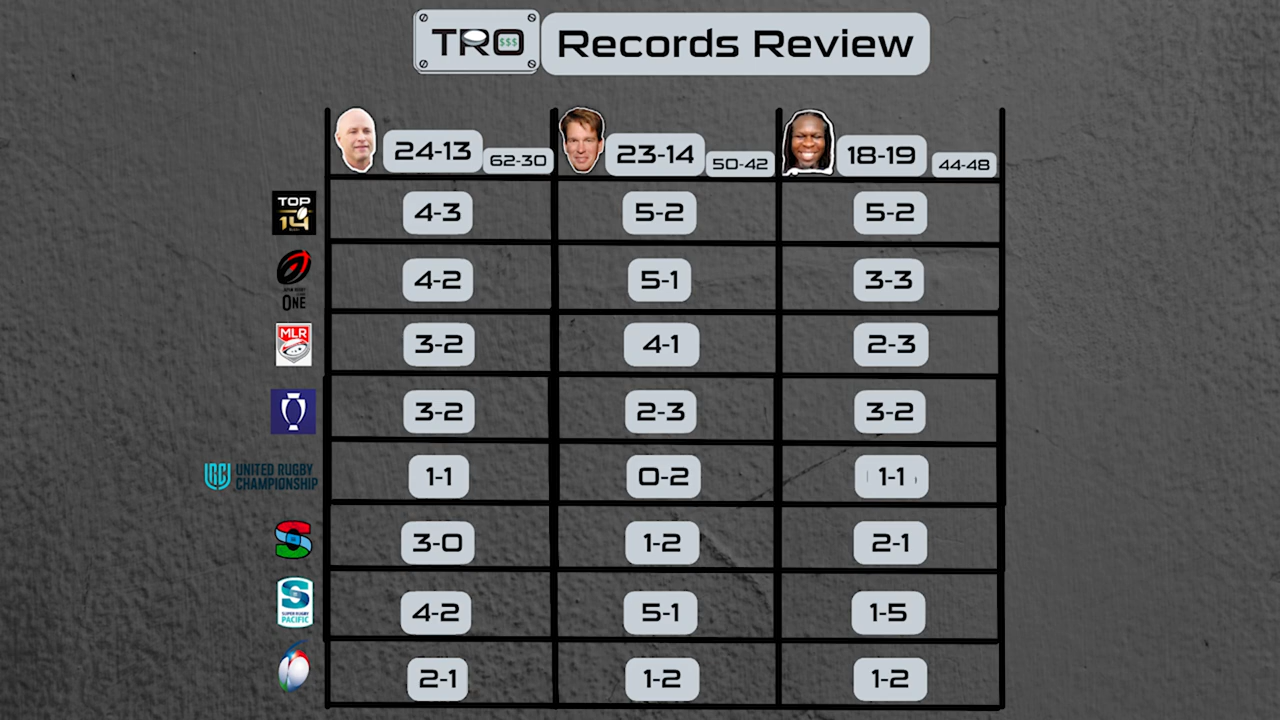 TRO $$$ Records Review
24-13 62-30 23-14 50-42 18-19 44-48
TOP 14 4-3 5-2 5-2
ONE 4-2 5-1 3-3
MLR 3-2 4-1 2-3
3-2 2-3 3-2
UNITED RUGBY
CHAMPIONSHIP 1-1 0-2 1-1
3-0 1-2 2-1
SUPER RUGBY
PACIFIC 4-2 5-1 1-5
2-1 1-2 1-2